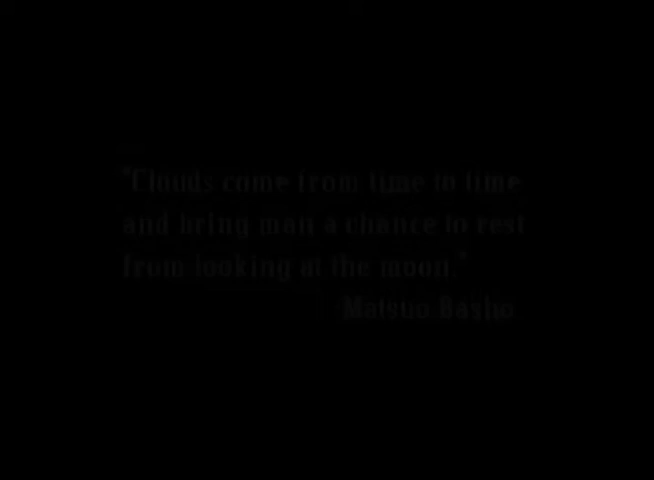 "Clouds come from time to time
and bring man a chance to rest
from looking at the moon."
Matsuo Basho